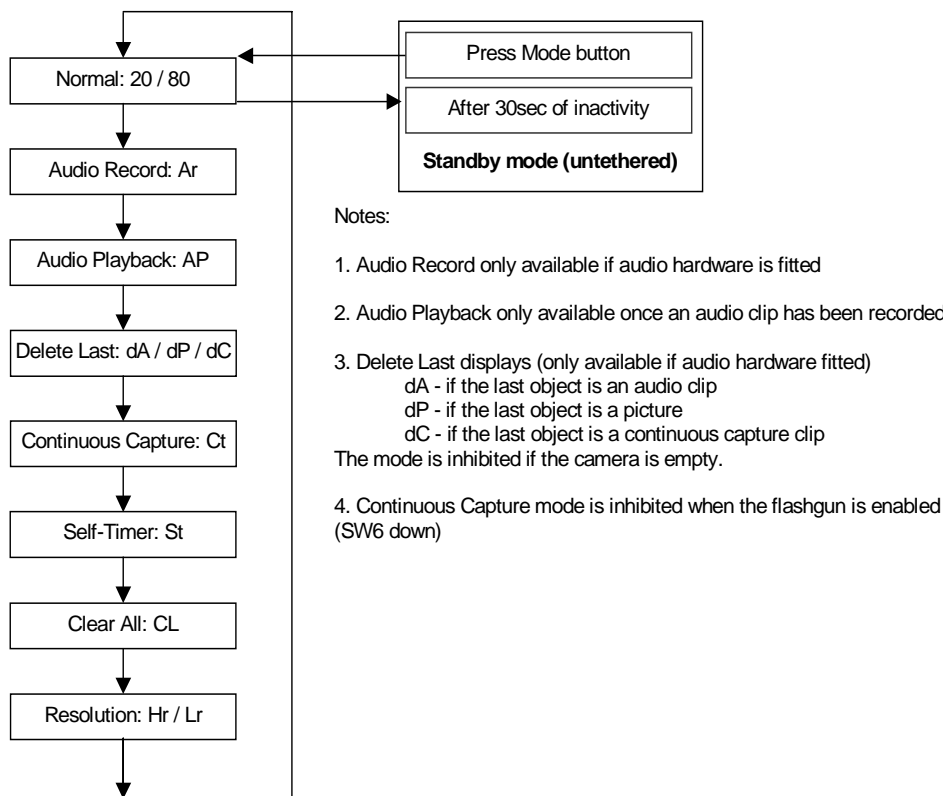 Normal: 20 / 80
Audio Record: Ar
Audio Playback: AP
Delete Last: dA / dP / dC
Continuous Capture: Ct
Self-Timer: St
Clear All: CL
Resolution: Hr / Lr
Press Mode button
After 30sec of inactivity
Standby mode (untethered)
Notes:
1. Audio Record only available if audio hardware is fitted
2. Audio Playback only available once an audio clip has been recorded
3. Delete Last displays (only available if audio hardware fitted)
dA - if the last object is an audio clip
dP - if the last object is a picture
dC - if the last object is a continuous capture clip
The mode is inhibited if the camera is empty.
4. Continuous Capture mode is inhibited when the flashgun is enabled
(SW6 down)